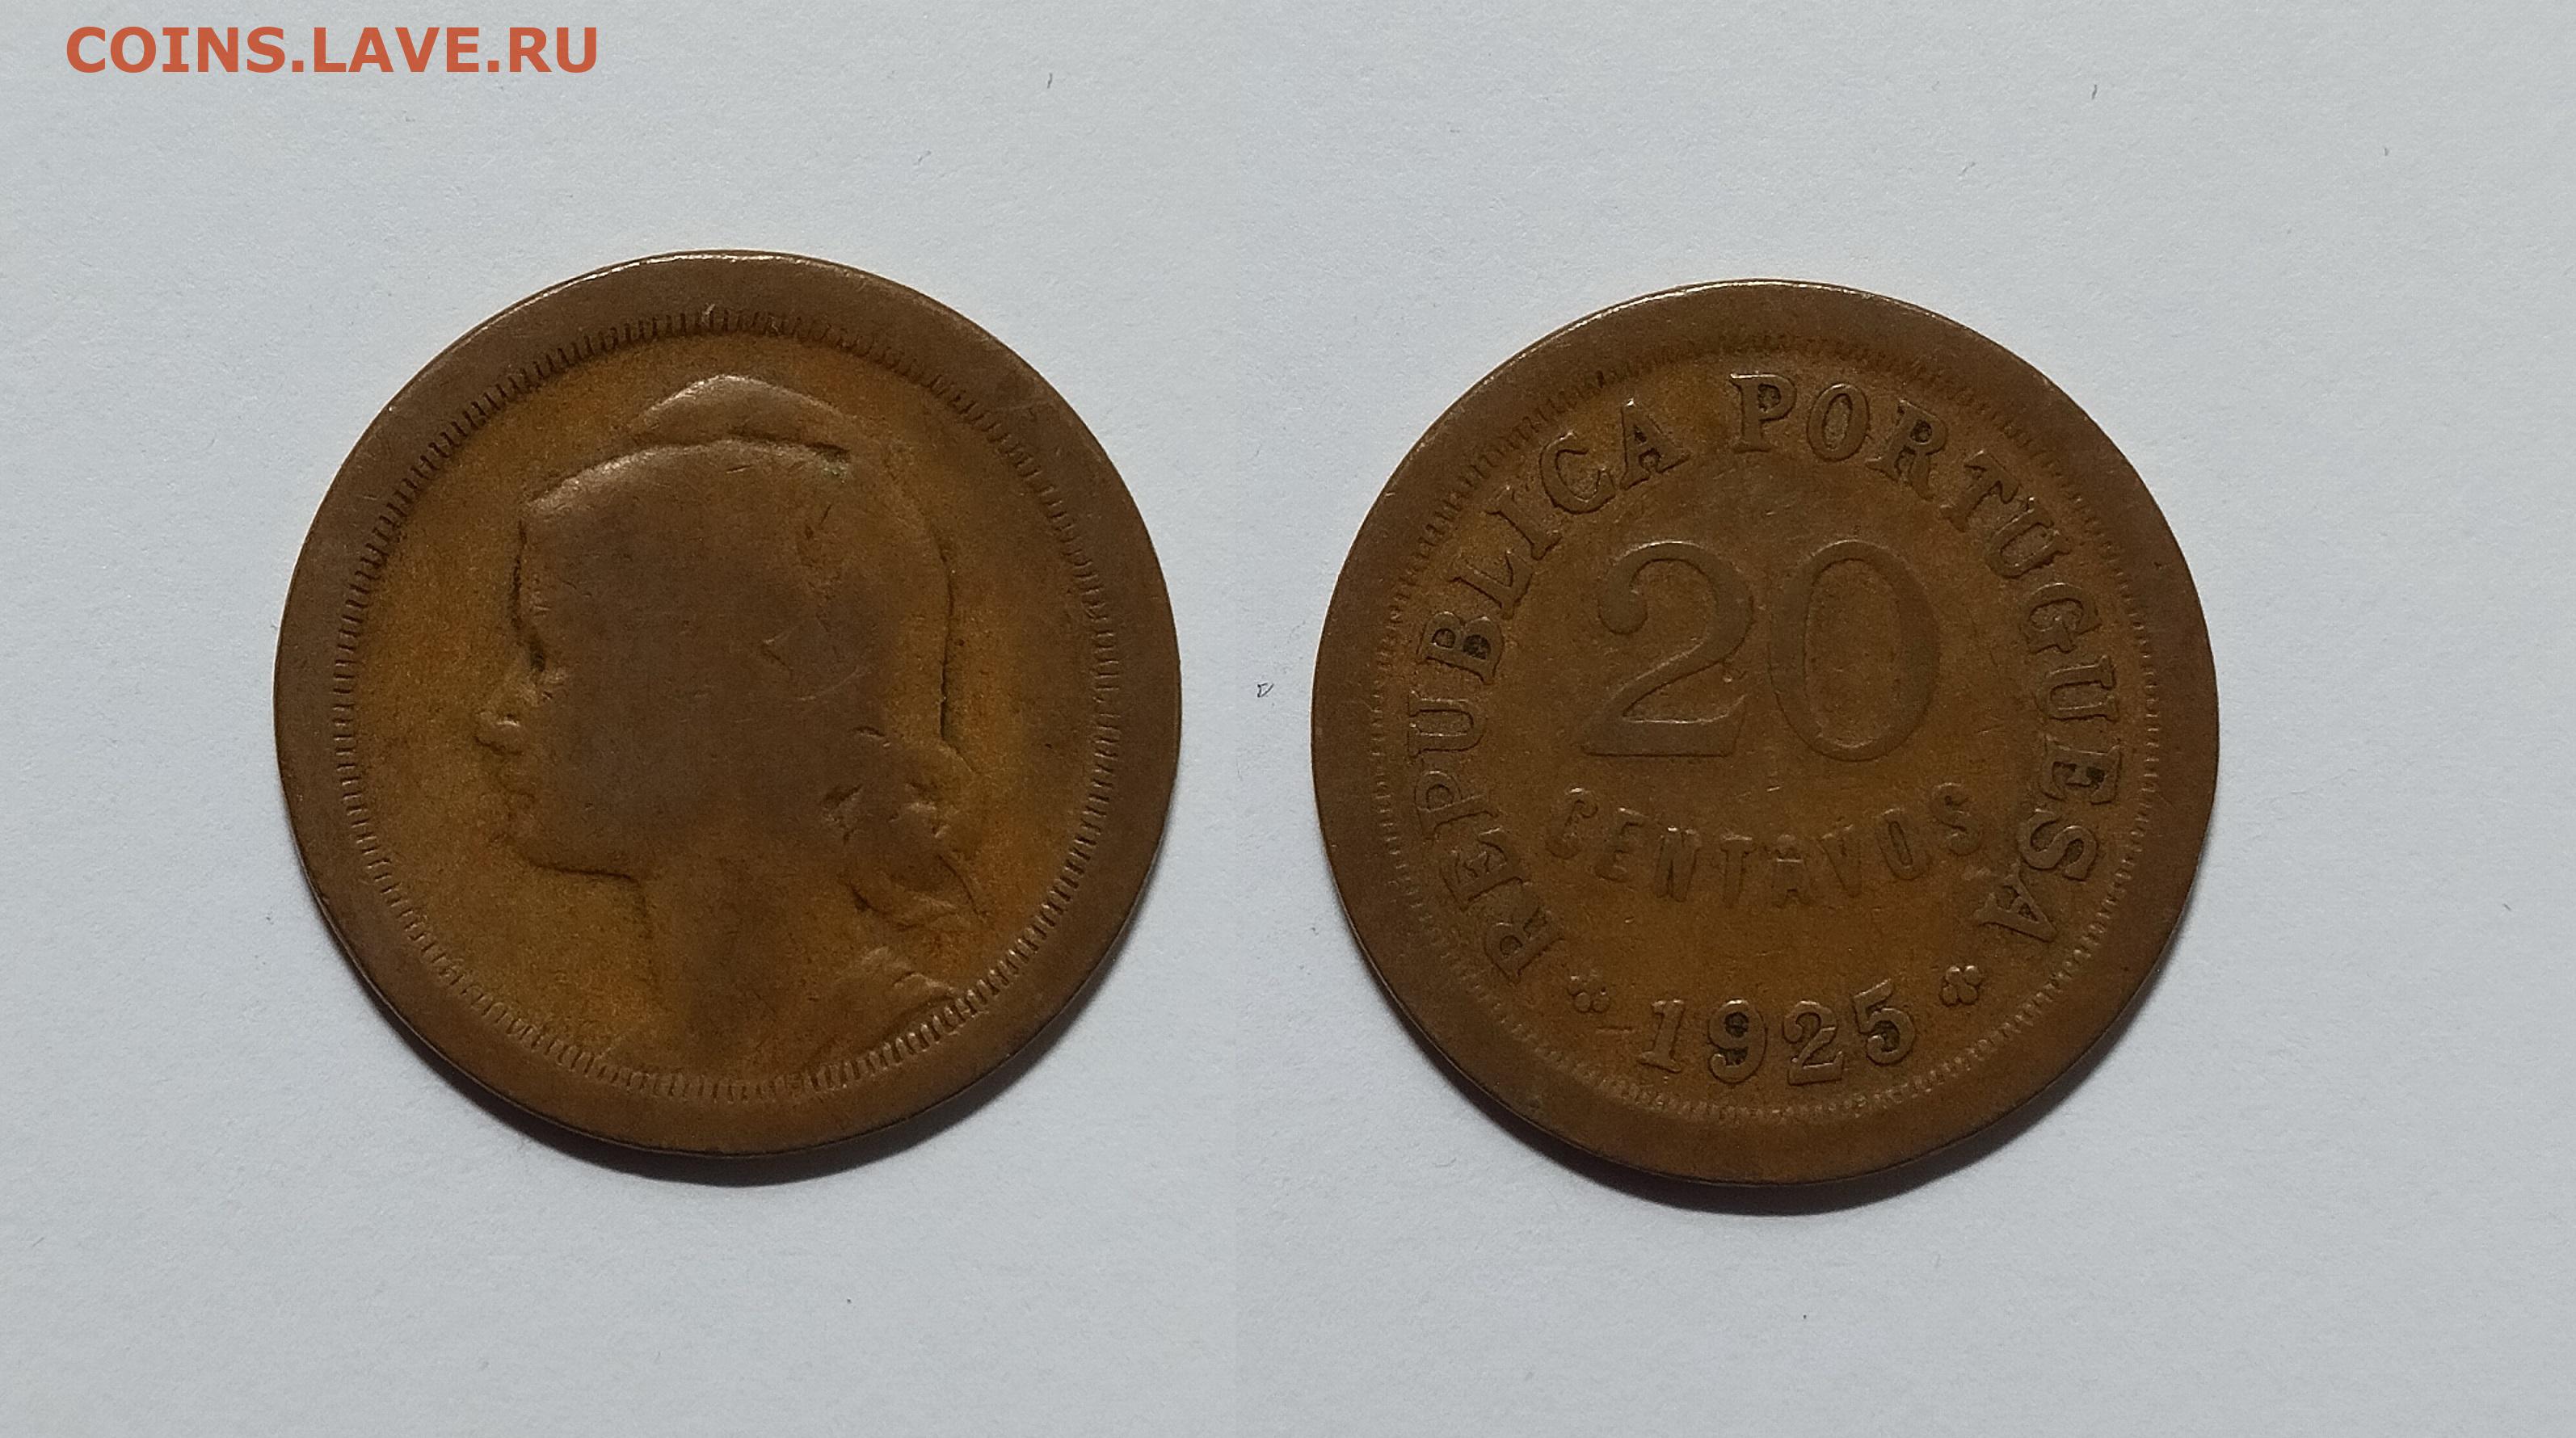 COINS.LAVE.RU
REPUBLICA PORTUGUESA
20
CENTAVOS
1925